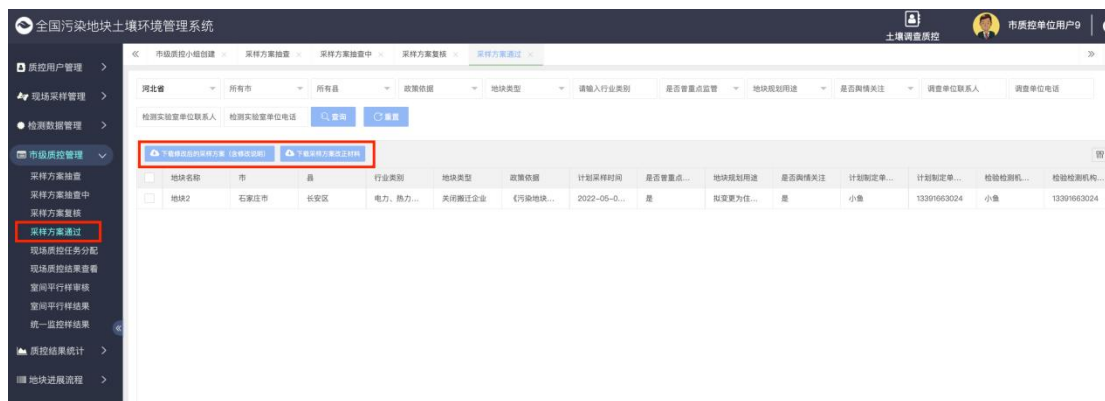 全国污染地块土壤环境管理系统
土壤调查质控
市质控单位用户9
市级质控小组创建 采样方案抽查 采样方案抽查中 采样方案复核 采样方案通过
质控用户管理
现场采样管理
检测数据管理
市级质控管理
采样方案抽查
采样方案抽查中
采样方案复核
采样方案通过
现场质控任务分配
现场质控结果查看
室间平行样审核
室间平行样结果
统一监控样结果
质控结果统计
地块进展流程
河北省 所有市 所有县 政策依据 地块类型 请输入行业类别 是否曾重点监管 地块规划用途 是否舆情关注 调查单位联系人 调查单位电话
检测实验室单位联系人 检测实验室单位电话 查询 重置
下载修改后的采样方案（含修改说明） 下载采样方案改正材料
地块名称 市 县 行业类别 地块类型 政策依据 计划采样时间 是否曾重点... 地块规划用途 是否舆情关注 计划制定单... 计划制定单... 检验检测机... 检验检测机构...
地块2 石家庄市 长安区 电力、热力... 关闭搬迁企业 《污染地块... 2022-05-0... 是 拟变更为住... 是 小鱼 13391663024 小鱼 13391663024